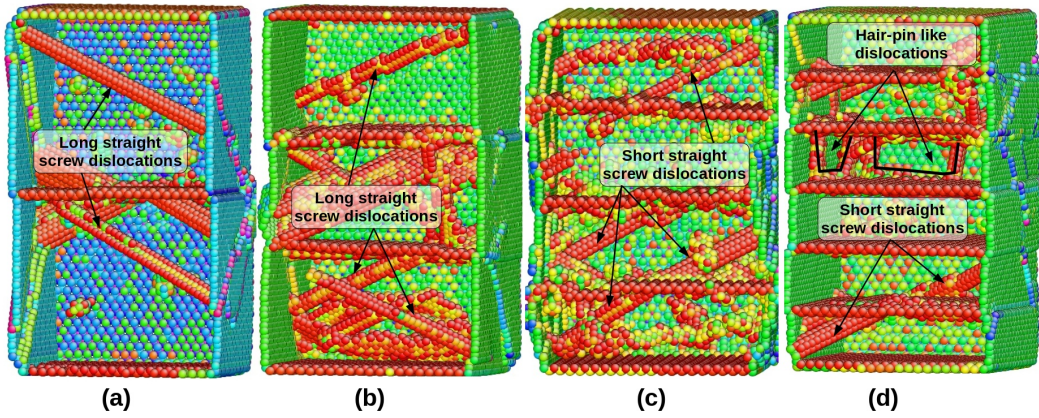 Long straight
screw dislocations
Long straight
screw dislocations
Short straight
screw dislocations
Hair-pin like
dislocations
Short straight
screw dislocations
(a)
(b)
(c)
(d)